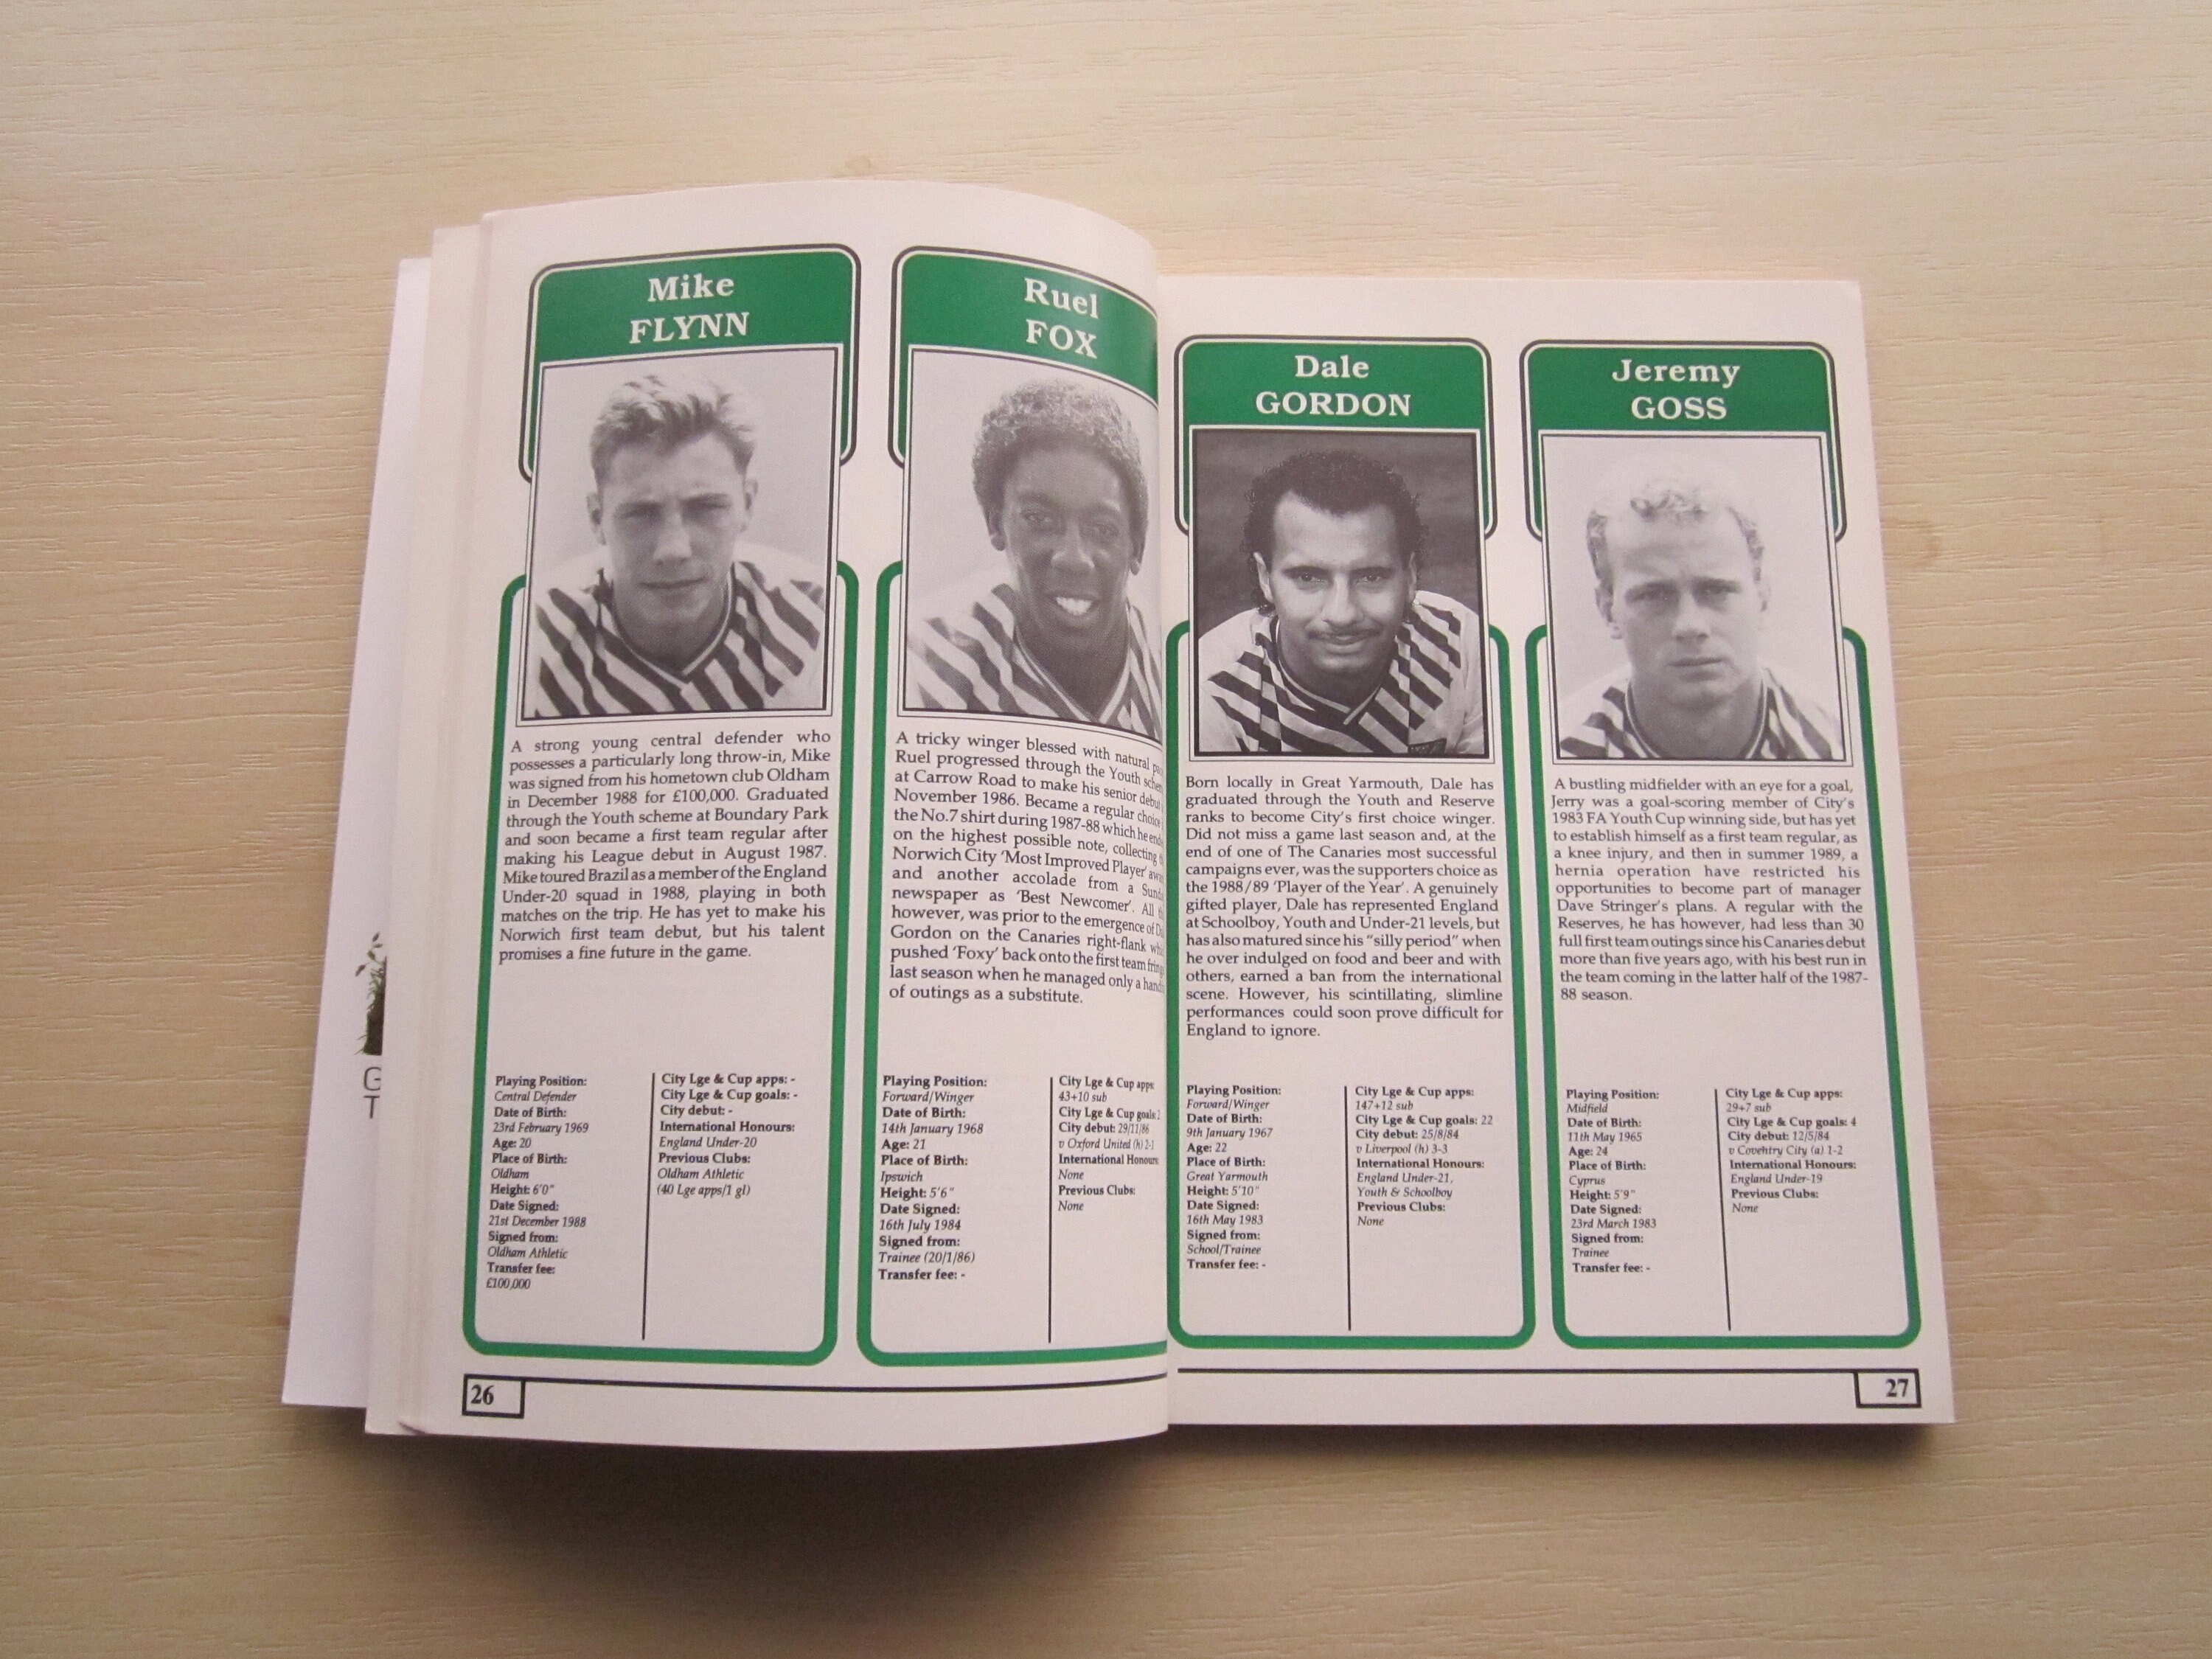 Mike
FLYNN
A strong young central defender who
possesses a particularly long throw-in, Mike
was signed from his hometown club Oldham
in December 1988 for £100,000. Graduated
through the Youth scheme at Boundary Park
and soon became a first team regular after
making his League debut in August 1987.
Mike toured Brazil as a member of the England
Under-20 squad in 1988, playing in both
matches on the trip. He has yet to make his
Norwich first team debut, but his talent
promises a fine future in the game.
Playing Position:
Central Defender
Date of Birth:
23rd February 1969
Age: 20
Place of Birth:
Oldham
Height: 6'0"
Date Signed:
21st December 1988
Signed from:
Oldham Athletic
Transfer fee:
£100,000
City Lge & Cup apps: -
City Lge & Cup goals: -
City debut: -
International Honours:
England Under-20
Previous Clubs:
Oldham Athletic
(40 Lge apps/1 gl)
26
Ruel
FOX
A tricky winger blessed with natural
Ruel progressed through the Youth
at Carrow Road to make his senior debut
November 1986. Became a regular choice
the No.7 shirt during 1987-88 which he
on the highest possible note, collecting
Norwich City 'Most Improved Player'
and another accolade from a
newspaper as 'Best Newcomer'. All
however, was prior to the emergence of
Gordon on the Canaries right-flank
pushed 'Foxy' back onto the first team
last season when he managed only a
of outings as a substitute.
Playing Position:
Forward/Winger
Date of Birth:
14th January 1968
Age: 21
Place of Birth:
Ipswich
Height: 5'6"
Date Signed:
16th July 1984
Signed from:
Trainee (20/1/86)
Transfer fee: -
City Lge & Cup apps:
43+10 sub
City Lge & Cup goals:
City debut: 29/11/86
v Oxford United (h) 2-1
International Honours
None
Previous Clubs:
None
Dale
GORDON
Born locally in Great Yarmouth, Dale has
graduated through the Youth and Reserve
ranks to become City's first choice winger.
Did not miss a game last season and, at the
end of one of The Canaries most successful
campaigns ever, was the supporters choice as
the 1988/89 'Player of the Year'. A genuinely
gifted player, Dale has represented England
at Schoolboy, Youth and Under-21 levels, but
has also matured since his "silly period" when
he over indulged on food and beer and with
others, earned a ban from the international
scene. However, his scintillating, slimline
performances could soon prove difficult for
England to ignore.
Playing Position:
Forward/Winger
Date of Birth:
9th January 1967
Age: 22
Place of Birth:
Great Yarmouth
Height: 5'10"
Date Signed:
16th May 1983
Signed from:
School/Trainee
Transfer fee: -
City Lge & Cup apps:
147+12 sub
City Lge & Cup goals: 22
City debut: 25/8/84
v Liverpool (h) 3-3
International Honours:
England Under-21,
Youth & Schoolboy
Previous Clubs:
None
Jeremy
GOSS
A bustling midfielder with an eye for a goal,
Jerry was a goal-scoring member of City's
1983 FA Youth Cup winning side, but has yet
to establish himself as a first team regular, as
a knee injury, and then in summer 1989, a
hernia operation have restricted his
opportunities to become part of manager
Dave Stringer's plans. A regular with the
Reserves, he has however, had less than 30
full first team outings since his Canaries debut
more than five years ago, with his best run in
the team coming in the latter half of the 1987-
88 season.
Playing Position:
Midfield
Date of Birth:
11th May 1965
Age: 24
Place of Birth:
Cyprus
Height: 5'9"
Date Signed:
23rd March 1983
Signed from:
Trainee
Transfer fee: -
City Lge & Cup apps:
29+7 sub
City Lge & Cup goals: 4
City debut: 12/5/84
v Coventry City (a) 1-2
International Honours:
England Under-19
Previous Clubs:
None
27